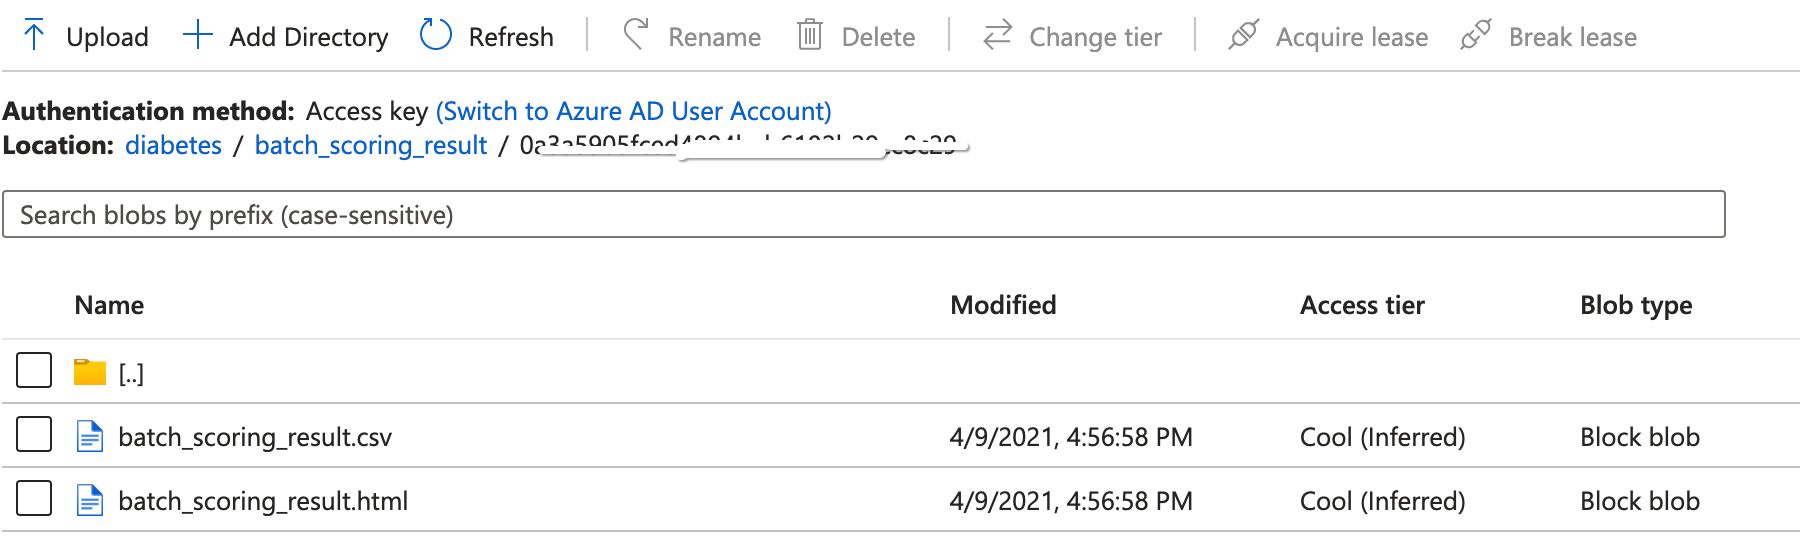 Upload Add Directory Refresh Rename Delete Change tier Acquire lease Break lease
Authentication method: Access key (Switch to Azure AD User Account)
Location: diabetes / batch_scoring_result /
Search blobs by prefix (case-sensitive)
Name Modified Access tier Blob type
[..]
batch_scoring_result.csv 4/9/2021, 4:56:58 PM Cool (Inferred) Block blob
batch_scoring_result.html 4/9/2021, 4:56:58 PM Cool (Inferred) Block blob